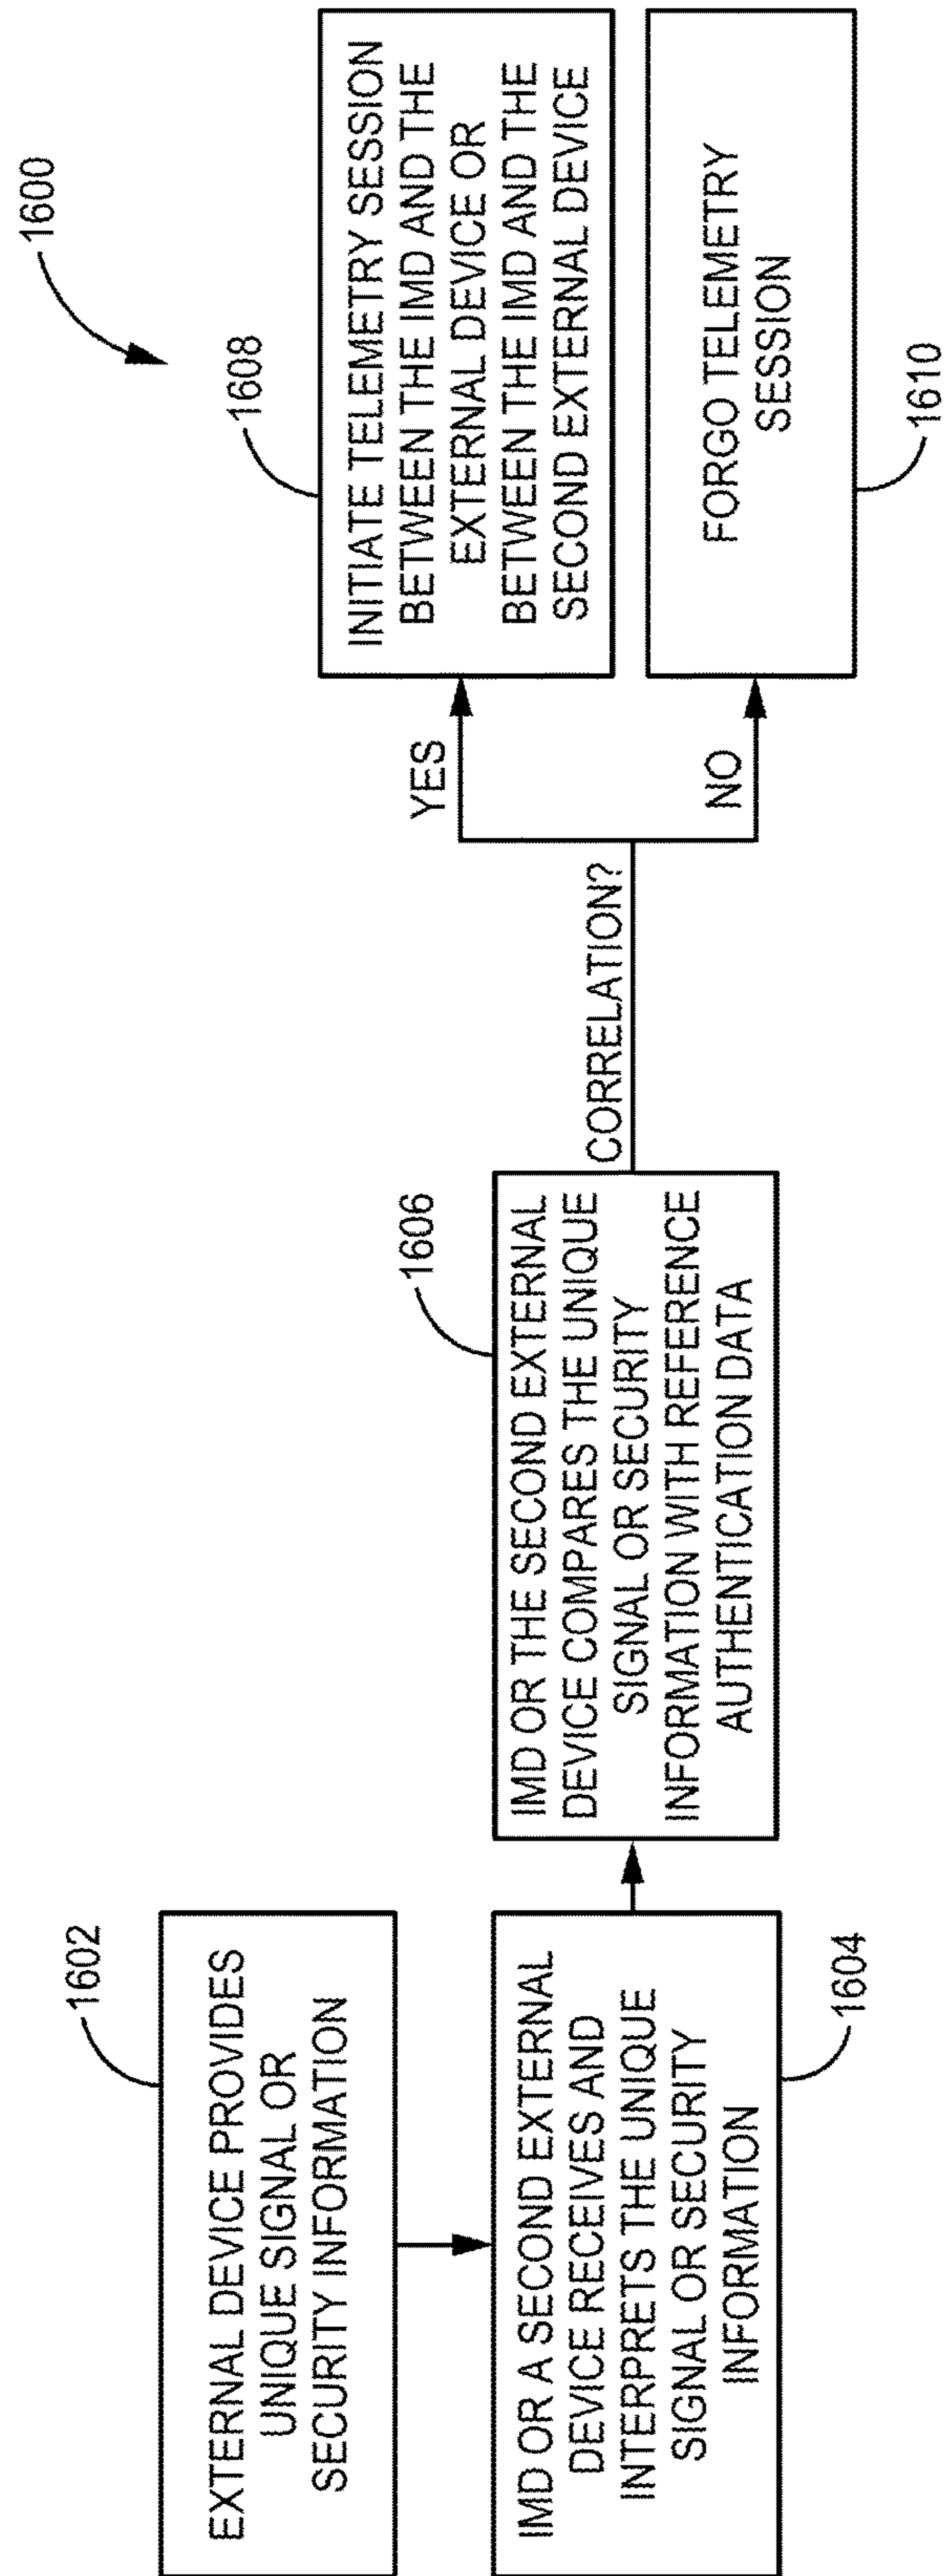 1600
1602
EXTERNAL DEVICE PROVIDES
UNIQUE SIGNAL OR
SECURITY INFORMATION
IMD OR A SECOND EXTERNAL
DEVICE RECEIVES AND
INTERPRETS THE UNIQUE
SIGNAL OR SECURITY
INFORMATION
1604
1606
IMD OR THE SECOND EXTERNAL
DEVICE COMPARES THE UNIQUE
SIGNAL OR SECURITY
INFORMATION WITH REFERENCE
AUTHENTICATION DATA
CORRELATION?
YES
NO
1608
INITIATE TELEMETRY SESSION
BETWEEN THE IMD AND THE
EXTERNAL DEVICE OR
BETWEEN THE IMD AND THE
SECOND EXTERNAL DEVICE
FORGO TELEMETRY
SESSION
1610